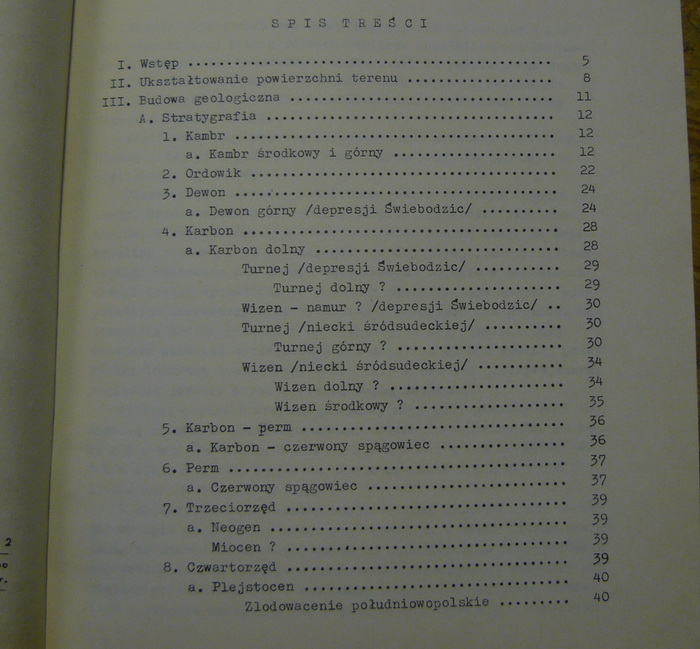 SPIS TREŚCI
I. Wstęp ............................................ 5
II. Ukształtowanie powierzchni terenu .................. 8
III. Budowa geologiczna ................................ 11
A. Stratygrafia ................................... 12
1. Kambr ....................................... 12
a. Kambr środkowy i górny .................... 12
2. Ordowik ..................................... 22
3. Dewon ....................................... 24
a. Dewon górny /depresji Świebodzic/ .......... 24
4. Karbon ...................................... 28
a. Karbon dolny .............................. 28
Turnej /depresji Świebodzic/ ........... 29
Turnej dolny ? ..................... 29
Wizen - namur ? /depresji Świebodzic/ .. 30
Turnej /niecki śródsudeckiej/ .......... 30
Turnej górny ? .................... 30
Wizen /niecki śródsudeckiej/ ........... 34
Wizen dolny ? ..................... 34
Wizen środkowy ? .................. 35
5. Karbon - perm ................................ 36
a. Karbon - czerwony spągowiec ............... 36
6. Perm ......................................... 37
a. Czerwony spągowiec ........................ 37
7. Trzeciorzęd .................................. 39
a. Neogen .................................... 39
Miocen ? .................................. 39
8. Czwartorzęd .................................. 39
a. Plejstocen ................................ 40
Zlodowacenie południowopolskie ......... 40
2